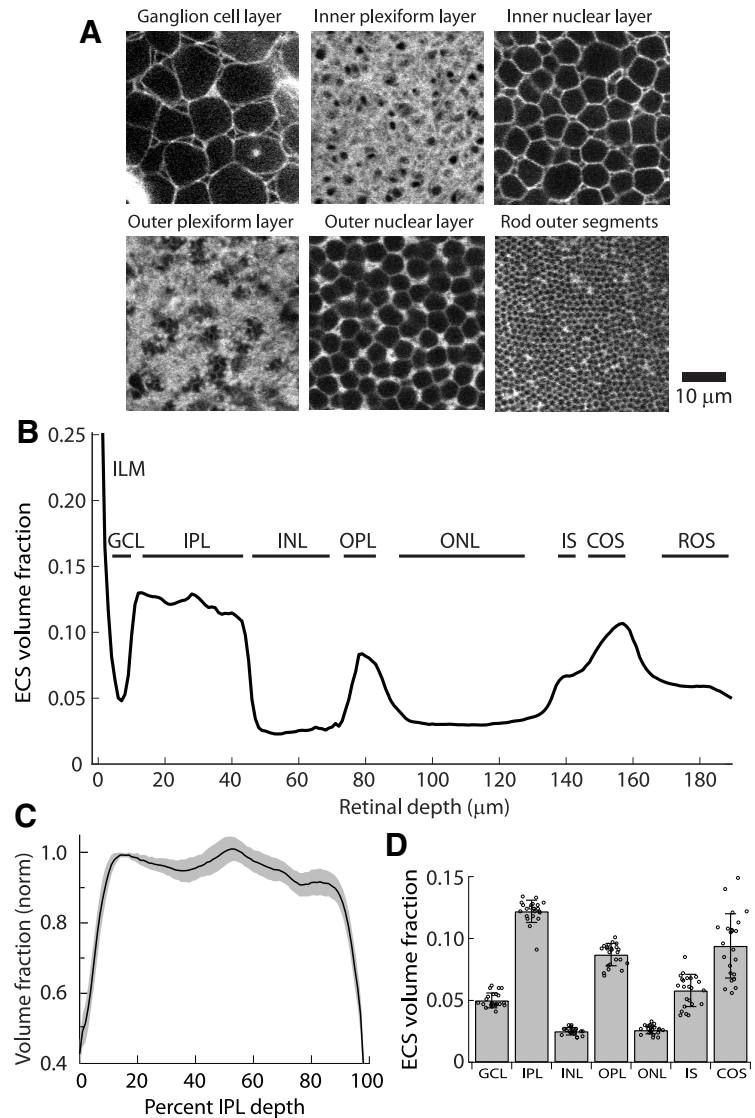 A
Ganglion cell layer
Inner plexiform layer
Inner nuclear layer
Outer plexiform layer
Outer nuclear layer
Rod outer segments
10 μm
B
0.25
0.20
0.15
0.10
0.05
0
ECS volume fraction
ILM
GCL IPL INL OPL ONL IS COS ROS
0 20 40 60 80 100 120 140 160 180
Retinal depth (μm)
C
1.0
0.8
0.6
0.4
Volume fraction (norm)
0 20 40 60 80 100
Percent IPL depth
D
0.15
0.10
0.05
0
ECS volume fraction
GCL IPL INL OPL ONL IS COS